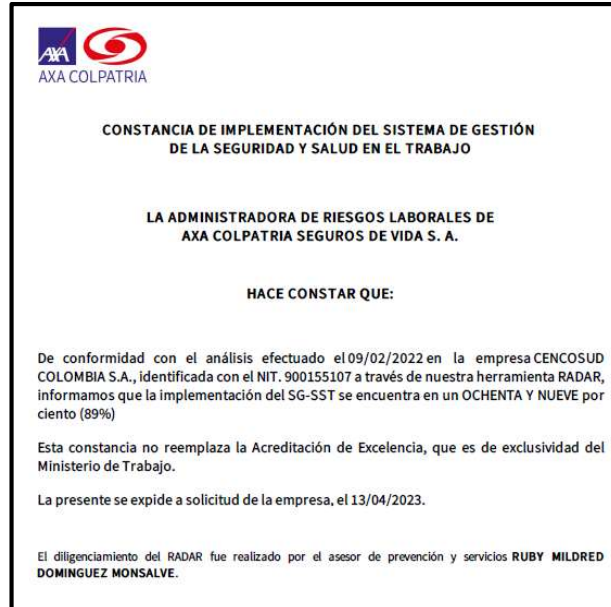 AXA
AXA COLPATRIA
CONSTANCIA DE IMPLEMENTACIÓN DEL SISTEMA DE GESTIÓN
DE LA SEGURIDAD Y SALUD EN EL TRABAJO
LA ADMINISTRADORA DE RIESGOS LABORALES DE
AXA COLPATRIA SEGUROS DE VIDA S. A.
HACE CONSTAR QUE:
De conformidad con el análisis efectuado el 09/02/2022 en la empresa CENCOSUD
COLOMBIA S.A., identificada con el NIT. 900155107 a través de nuestra herramienta RADAR,
informamos que la implementación del SG-SST se encuentra en un OCHENTA Y NUEVE por
ciento (89%)
Esta constancia no reemplaza la Acreditación de Excelencia, que es de exclusividad del
Ministerio de Trabajo.
La presente se expide a solicitud de la empresa, el 13/04/2023.
El diligenciamiento del RADAR fue realizado por el asesor de prevención y servicios RUBY MILDRED
DOMINGUEZ MONSALVE.